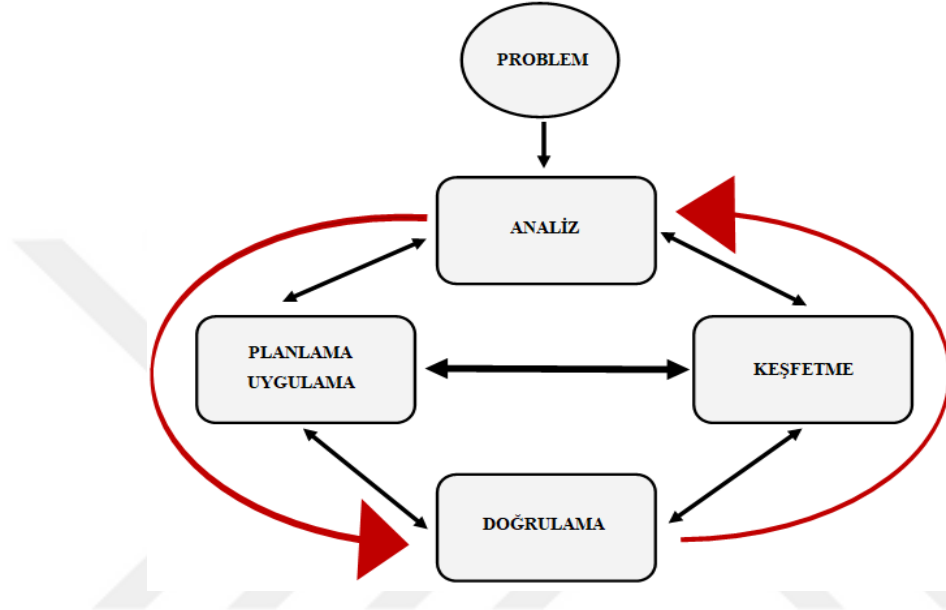 PROBLEM
ANALİZ
PLANLAMA
UYGULAMA
KEŞFETME
DOĞRULAMA